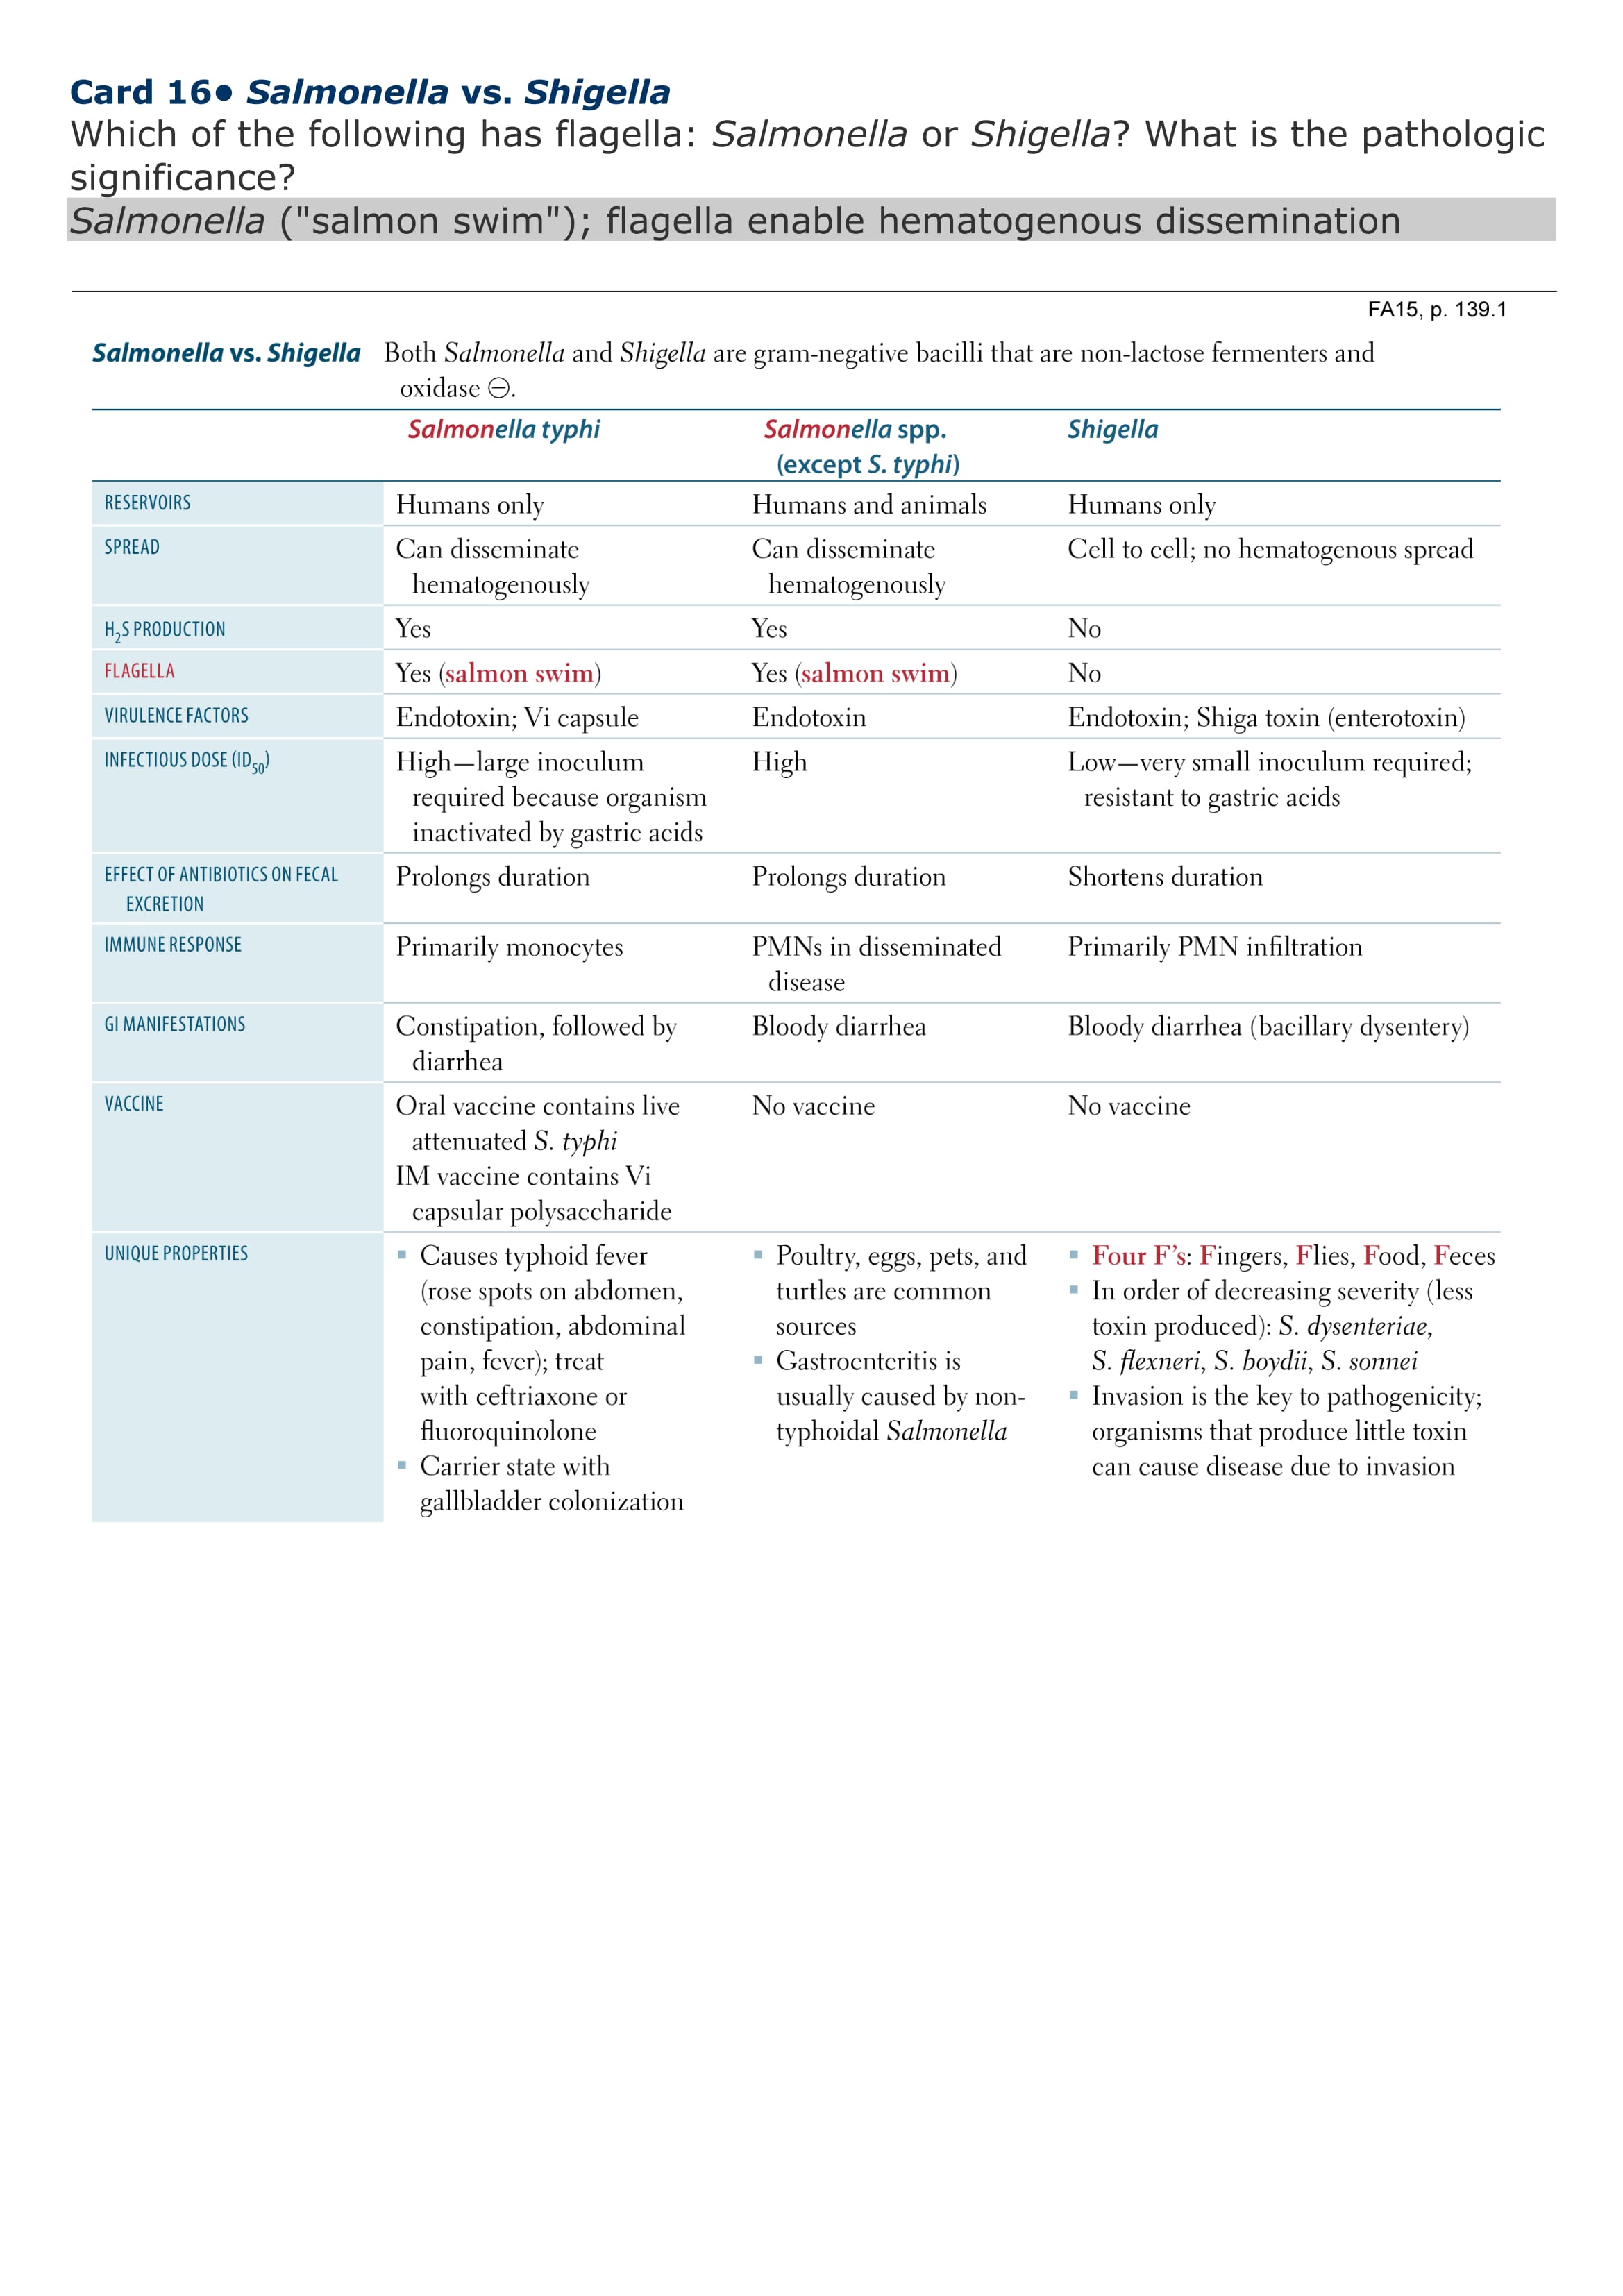 Card 16● Salmonella vs. Shigella
Which of the following has flagella: Salmonella or Shigella? What is the pathologic
significance?
Salmonella ("salmon swim"); flagella enable hematogenous dissemination
FA15, p. 139.1
Salmonella vs. Shigella Both Salmonella and Shigella are gram-negative bacilli that are non-lactose fermenters and
oxidase ⊖.
Salmonella typhi Salmonella spp. Shigella
(except S. typhi)
RESERVOIRS Humans only Humans and animals Humans only
SPREAD Can disseminate Can disseminate Cell to cell; no hematogenous spread
hematogenously hematogenously
H2S PRODUCTION Yes Yes No
FLAGELLA Yes (salmon swim) Yes (salmon swim) No
VIRULENCE FACTORS Endotoxin; Vi capsule Endotoxin Endotoxin; Shiga toxin (enterotoxin)
INFECTIOUS DOSE (ID50) High—large inoculum High Low—very small inoculum required;
required because organism resistant to gastric acids
inactivated by gastric acids
EFFECT OF ANTIBIOTICS ON FECAL Prolongs duration Prolongs duration Shortens duration
EXCRETION
IMMUNE RESPONSE Primarily monocytes PMNs in disseminated Primarily PMN infiltration
disease
GI MANIFESTATIONS Constipation, followed by Bloody diarrhea Bloody diarrhea (bacillary dysentery)
diarrhea
VACCINE Oral vaccine contains live No vaccine No vaccine
attenuated S. typhi
IM vaccine contains Vi
capsular polysaccharide
UNIQUE PROPERTIES ▪ Causes typhoid fever ▪ Poultry, eggs, pets, and ▪ Four F's: Fingers, Flies, Food, Feces
(rose spots on abdomen, turtles are common ▪ In order of decreasing severity (less
constipation, abdominal sources toxin produced): S. dysenteriae,
pain, fever); treat ▪ Gastroenteritis is S. flexneri, S. boydii, S. sonnei
with ceftriaxone or usually caused by non- ▪ Invasion is the key to pathogenicity;
fluoroquinolone typhoidal Salmonella organisms that produce little toxin
▪ Carrier state with can cause disease due to invasion
gallbladder colonization